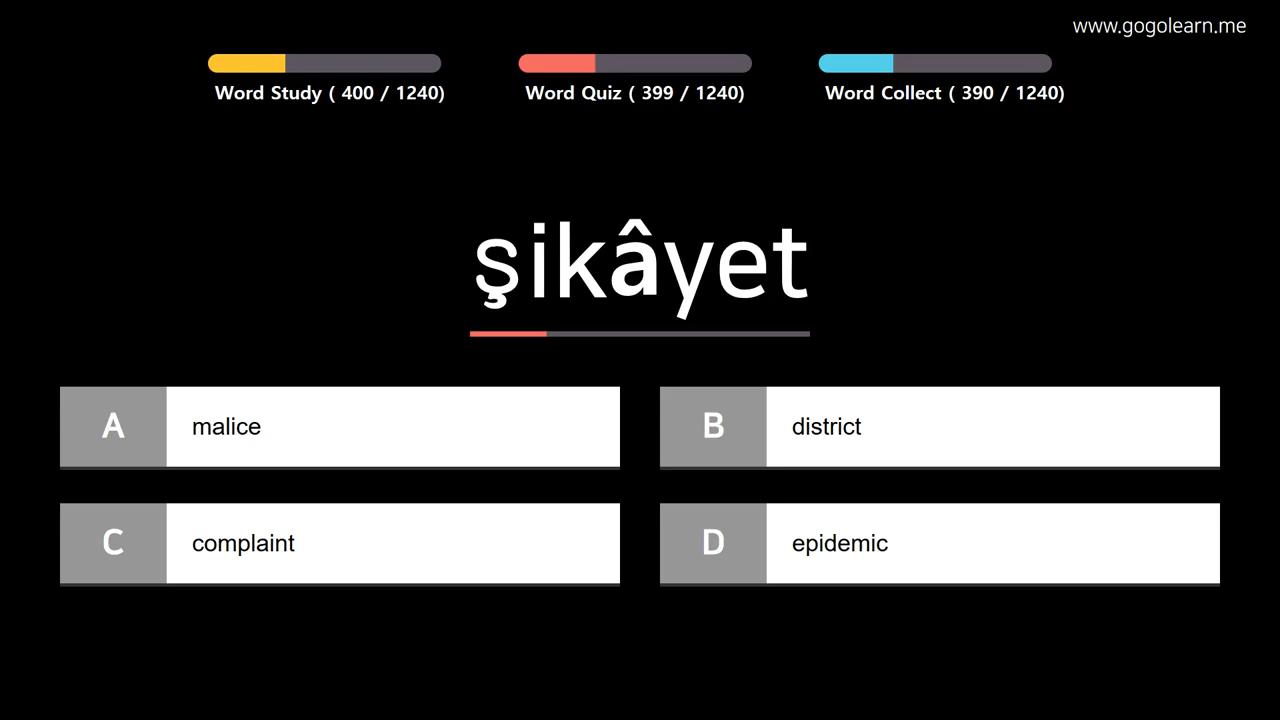 www.gogolearn.me
Word Study ( 400 / 1240)
Word Quiz ( 399 / 1240)
Word Collect ( 390 / 1240)
şikâyet
A malice
B district
C complaint
D epidemic